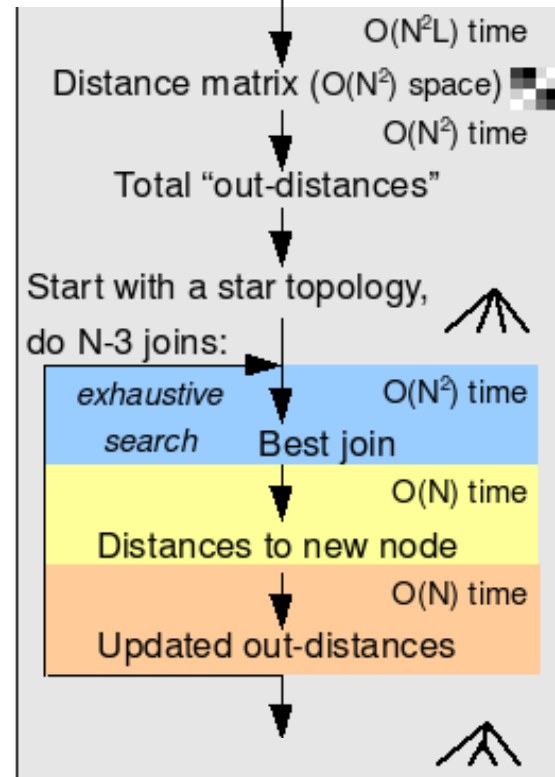 O(N²L) time
Distance matrix (O(N²) space)
O(N²) time
Total “out-distances”
Start with a star topology,
do N-3 joins:
exhaustive O(N²) time
search Best join
O(N) time
Distances to new node
O(N) time
Updated out-distances